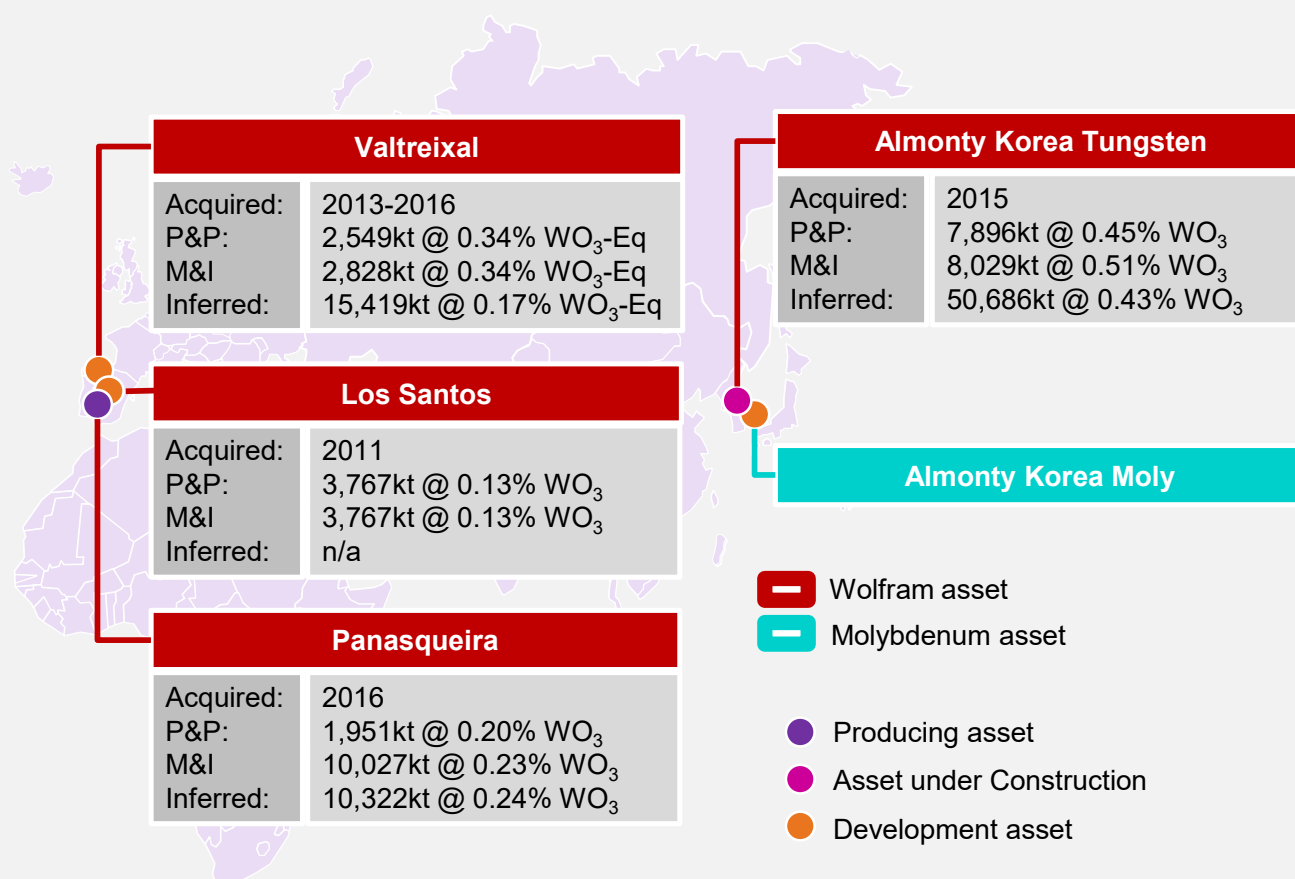 Valtreixal
Acquired: 2013-2016
P&P: 2,549kt @ 0.34% WO₃-Eq
M&I 2,828kt @ 0.34% WO₃-Eq
Inferred: 15,419kt @ 0.17% WO₃-Eq
Los Santos
Acquired: 2011
P&P: 3,767kt @ 0.13% WO₃
M&I 3,767kt @ 0.13% WO₃
Inferred: n/a
Panasqueira
Acquired: 2016
P&P: 1,951kt @ 0.20% WO₃
M&I 10,027kt @ 0.23% WO₃
Inferred: 10,322kt @ 0.24% WO₃
Almonty Korea Tungsten
Acquired: 2015
P&P: 7,896kt @ 0.45% WO₃
M&I 8,029kt @ 0.51% WO₃
Inferred: 50,686kt @ 0.43% WO₃
Almonty Korea Moly
Wolfram asset
Molybdenum asset
Producing asset
Asset under Construction
Development asset